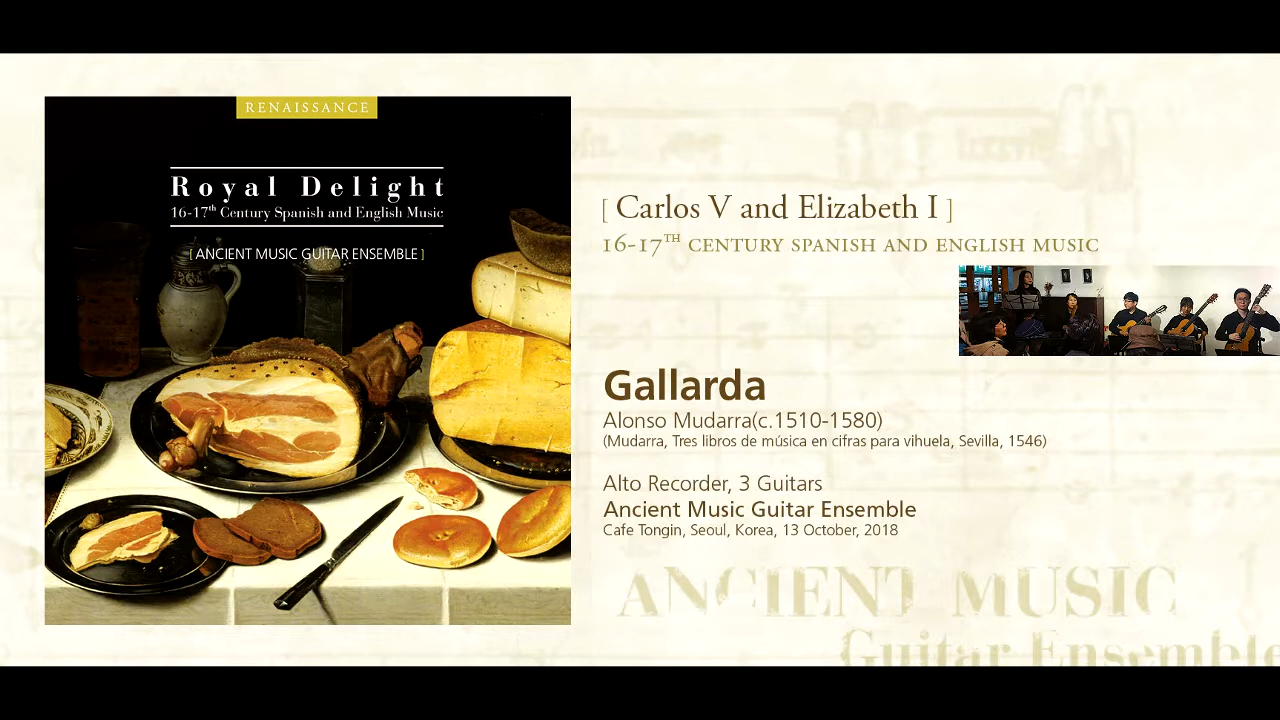 RENAISSANCE
Royal Delight
16-17th Century Spanish and English Music
[ ANCIENT MUSIC GUITAR ENSEMBLE ]
[ Carlos V and Elizabeth I ]
16-17TH CENTURY SPANISH AND ENGLISH MUSIC
Gallarda
Alonso Mudarra(c.1510-1580)
(Mudarra, Tres libros de música en cifras para vihuela, Sevilla, 1546)
Alto Recorder, 3 Guitars
Ancient Music Guitar Ensemble
Cafe Tongin, Seoul, Korea, 13 October, 2018
ANCIENT MUSIC
Guitar Ensemble